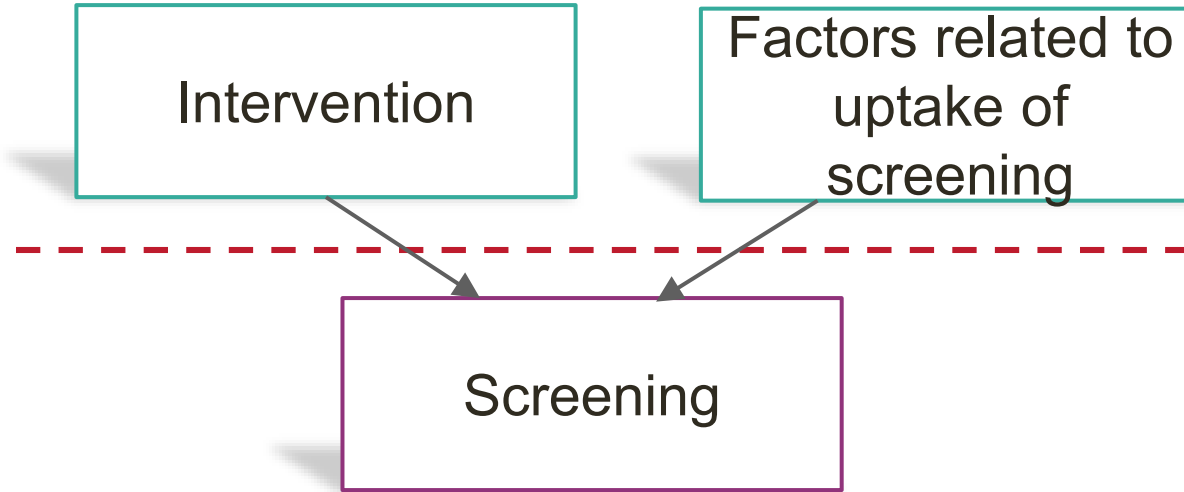 Intervention
Factors related to
uptake of
screening
Screening